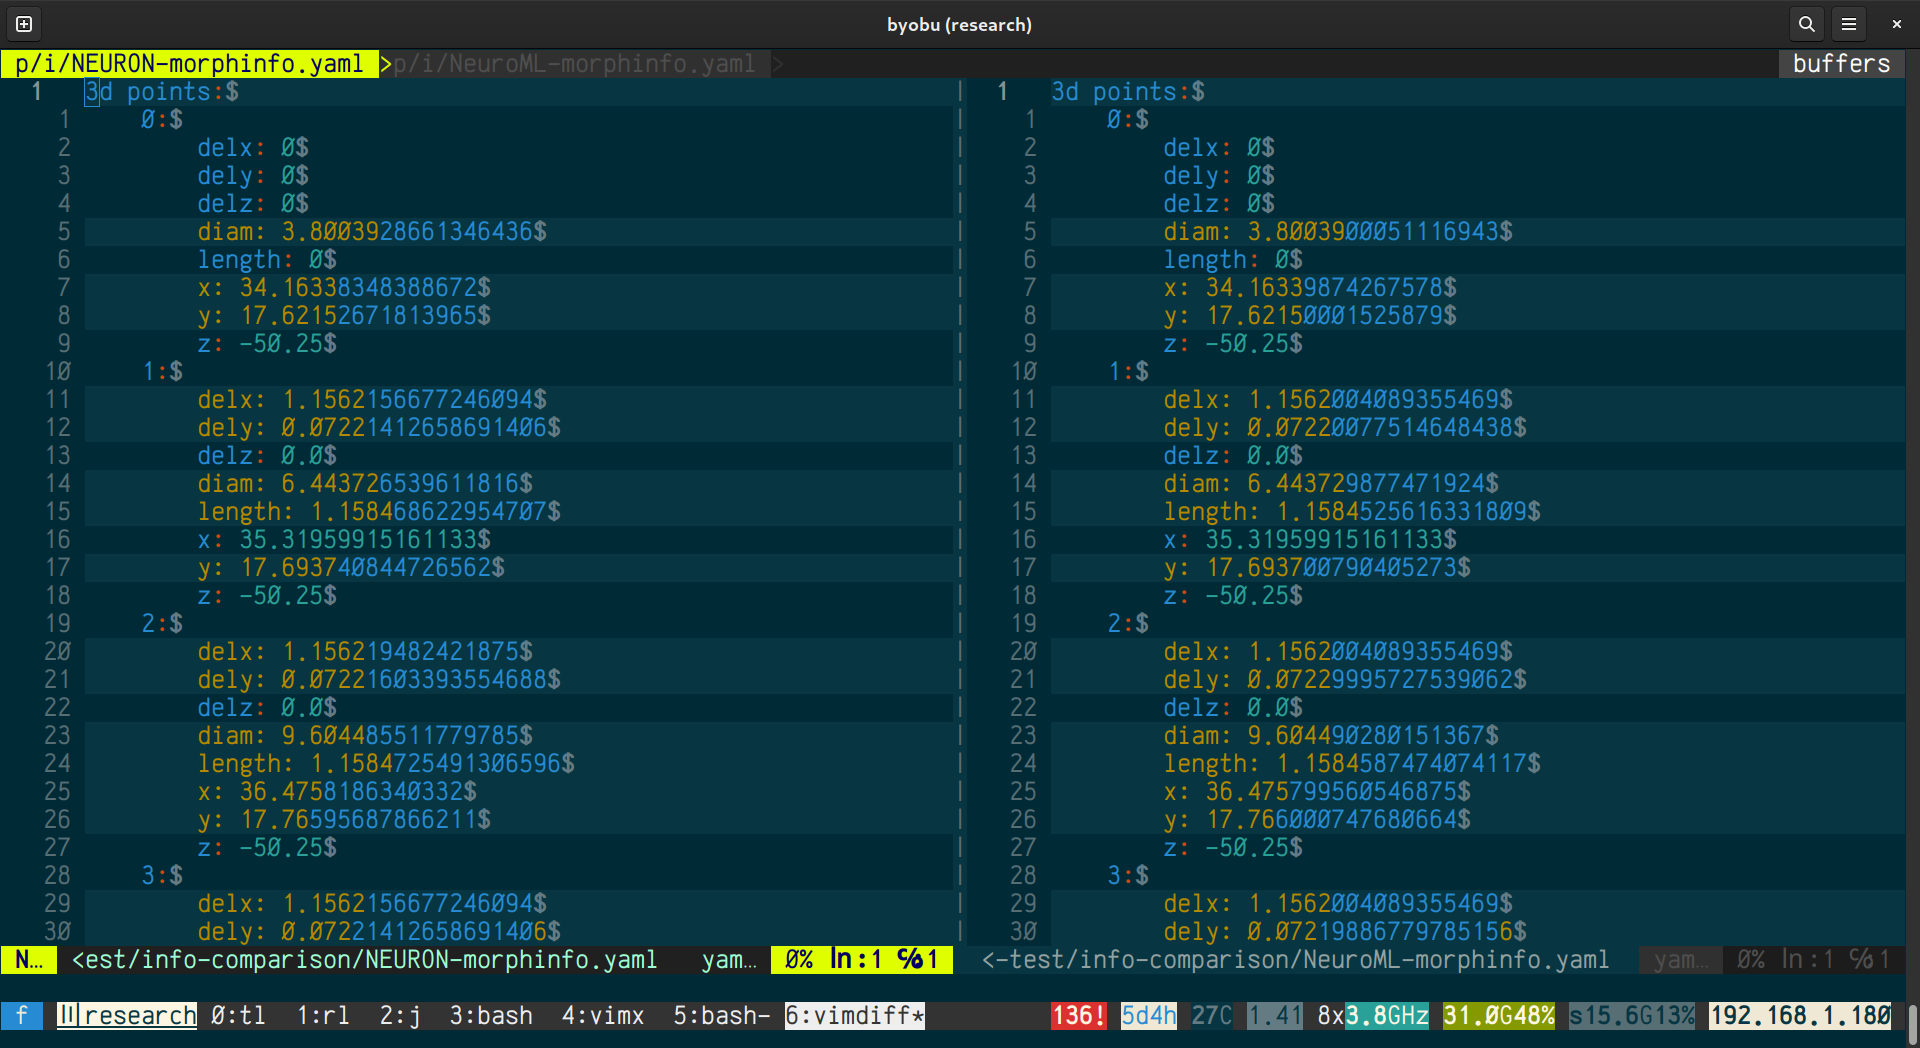 byobu (research)
p/i/NEURON-morphinfo.yaml >p/i/NeuroML-morphinfo.yaml > buffers
1 3d points:$ | 1 3d points:$
1 0:$ | 1 0:$
2 delx: 0$ | 2 delx: 0$
3 dely: 0$ | 3 dely: 0$
4 delz: 0$ | 4 delz: 0$
5 diam: 3.8003928661346436$ | 5 diam: 3.8003900051116943$
6 length: 0$ | 6 length: 0$
7 x: 34.16338348388672$ | 7 x: 34.16339874267578$
8 y: 17.62152671813965$ | 8 y: 17.62150001525879$
9 z: -50.25$ | 9 z: -50.25$
10 1:$ | 10 1:$
11 delx: 1.1562156677246094$ | 11 delx: 1.1562004089355469$
12 dely: 0.07221412658691406$ | 12 dely: 0.07220077514648438$
13 delz: 0.0$ | 13 delz: 0.0$
14 diam: 6.443726539611816$ | 14 diam: 6.443729877471924$
15 length: 1.158468622954707$ | 15 length: 1.1584525616331809$
16 x: 35.31959915161133$ | 16 x: 35.31959915161133$
17 y: 17.693740844726562$ | 17 y: 17.693700790405273$
18 z: -50.25$ | 18 z: -50.25$
19 2:$ | 19 2:$
20 delx: 1.156219482421875$ | 20 delx: 1.1562004089355469$
21 dely: 0.07221603393554688$ | 21 dely: 0.07229995727539062$
22 delz: 0.0$ | 22 delz: 0.0$
23 diam: 9.604485511779785$ | 23 diam: 9.604490280151367$
24 length: 1.1584725491306596$ | 24 length: 1.1584587474074117$
25 x: 36.4758186340332$ | 25 x: 36.475799560546875$
26 y: 17.76595687866211$ | 26 y: 17.766000747680664$
27 z: -50.25$ | 27 z: -50.25$
28 3:$ | 28 3:$
29 delx: 1.1562156677246094$ | 29 delx: 1.1562004089355469$
30 dely: 0.07221412658691406$ | 30 dely: 0.07219886779785156$
N… <est/info-comparison/NEURON-morphinfo.yaml yam… 0% ln:1 ℅1 <-test/info-comparison/NeuroML-morphinfo.yaml yam… 0% ln:1 ℅1
f research 0:tl 1:rl 2:j 3:bash 4:vimx 5:bash- 6:vimdiff* 136! 5d4h 27C 1.41 8x3.8GHz 31.0G48% s15.6G13% 192.168.1.180